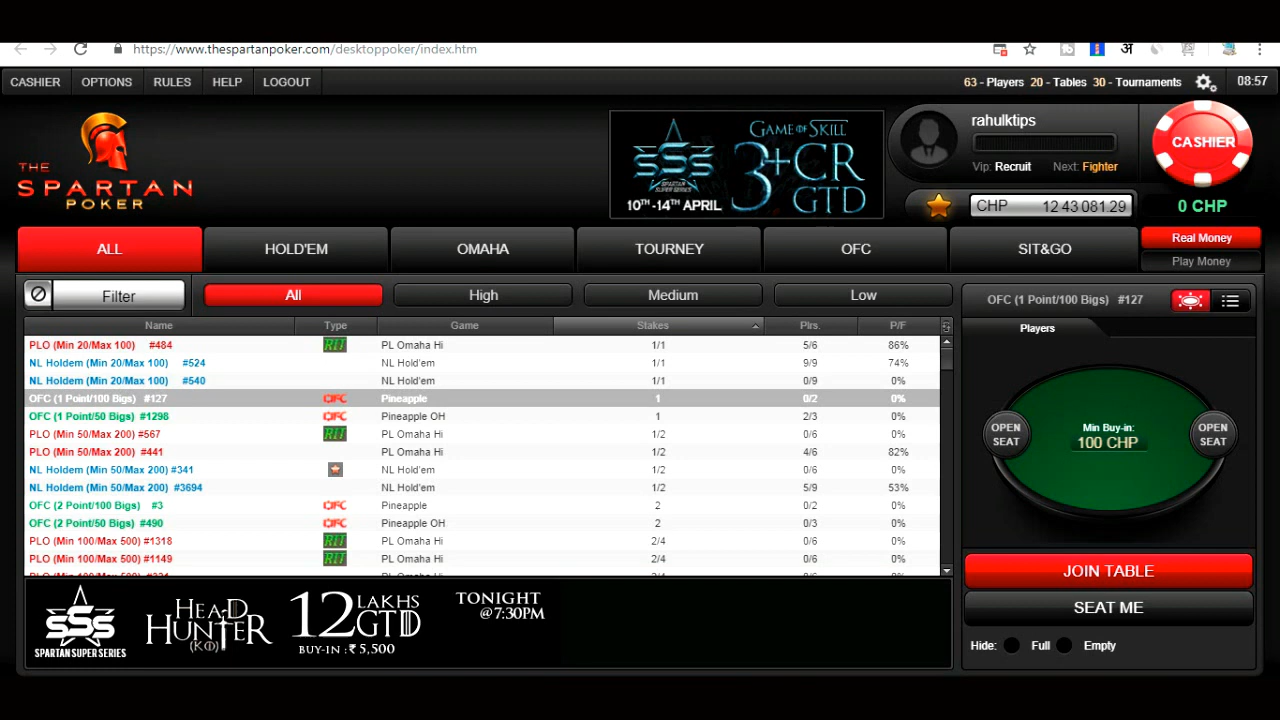 https://www.thespartanpoker.com/desktoppoker/index.htm
अ
CASHIER OPTIONS RULES HELP LOGOUT
63 - Players 20 - Tables 30 - Tournaments 08:57
THE
SPARTAN
POKER
SSS
SPARTAN SUPER SERIES
10TH -14TH APRIL
GAME OF SKILL
3+CR
GTD
rahulktips
Vip: Recruit Next: Fighter
CASHIER
CHP 12 43 081.29
0 CHP
ALL HOLD'EM OMAHA TOURNEY OFC SIT&GO
Real Money
Play Money
Filter All High Medium Low
Name Type Game Stakes Plrs. P/F
PLO (Min 20/Max 100) #484 RIT PL Omaha Hi 1/1 5/6 86%
NL Holdem (Min 20/Max 100) #524 NL Hold'em 1/1 9/9 74%
NL Holdem (Min 20/Max 100) #540 NL Hold'em 1/1 0/9 0%
OFC (1 Point/100 Bigs) #127 OFC Pineapple 1 0/2 0%
OFC (1 Point/50 Bigs) #1298 OFC Pineapple OH 1 2/3 0%
PLO (Min 50/Max 200) #567 RIT PL Omaha Hi 1/2 0/6 0%
PLO (Min 50/Max 200) #441 PL Omaha Hi 1/2 4/6 82%
NL Holdem (Min 50/Max 200) #341 NL Hold'em 1/2 0/6 0%
NL Holdem (Min 50/Max 200) #3694 NL Hold'em 1/2 5/9 53%
OFC (2 Point/100 Bigs) #3 OFC Pineapple 2 0/2 0%
OFC (2 Point/50 Bigs) #490 OFC Pineapple OH 2 0/3 0%
PLO (Min 100/Max 500) #1318 RIT PL Omaha Hi 2/4 0/6 0%
PLO (Min 100/Max 500) #1149 RIT PL Omaha Hi 2/4 0/6 0%
OFC (1 Point/100 Bigs) #127
Players
OPEN SEAT
Min Buy-in:
100 CHP
OPEN SEAT
JOIN TABLE
SEAT ME
Hide: Full Empty
SSS
SPARTAN SUPER SERIES
HEAD
HUNTER
(KO)
12 LAKHS
GTD
BUY-IN : ₹ 5,500
TONIGHT
@7:30PM